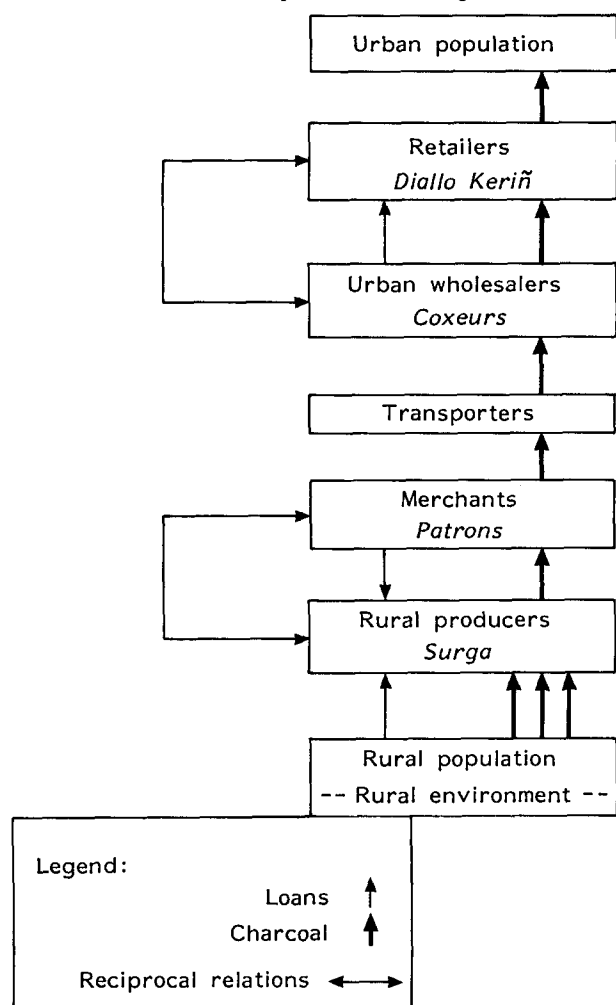 Urban population
Retailers
Diallo Keriñ
Urban wholesalers
Coxeurs
Transporters
Merchants
Patrons
Rural producers
Surga
Rural population
-- Rural environment --
Legend:
Loans
Charcoal
Reciprocal relations